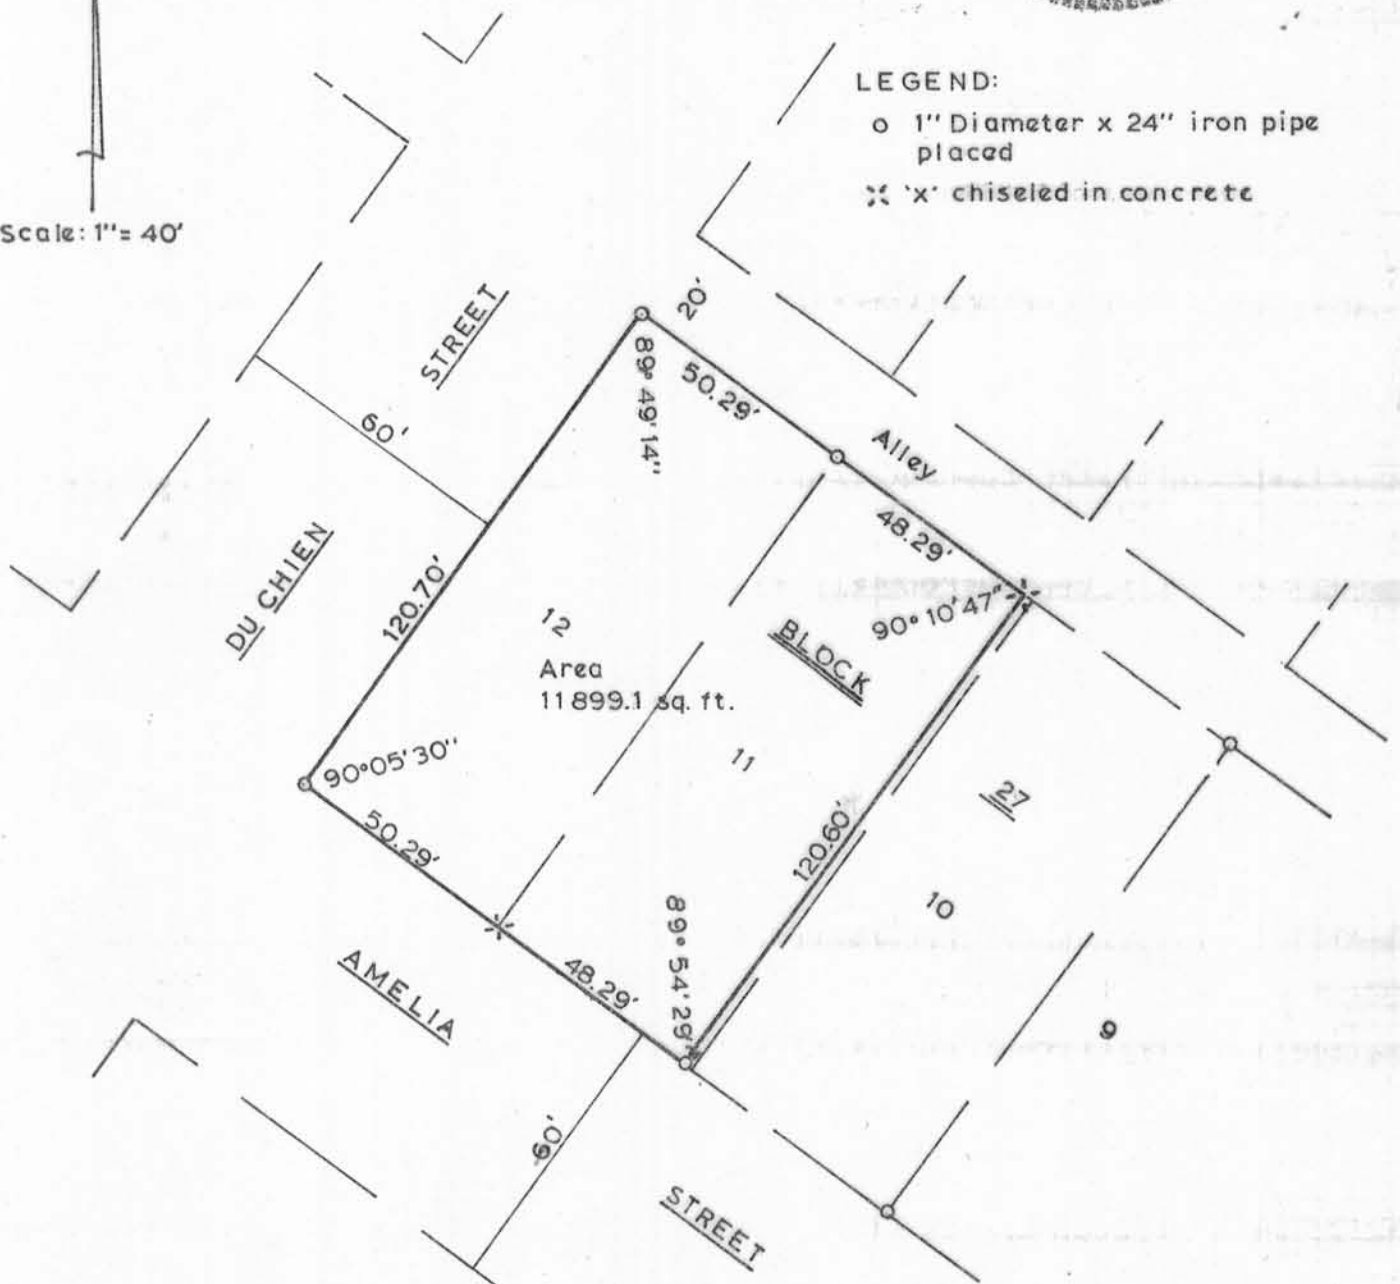 LEGEND:
o 1" Diameter x 24" iron pipe
placed
'x' chiseled in concrete
Scale: 1"= 40'
STREET
20'
89° 49' 14"
50.29'
60'
Alley
48.29'
DU CHIEN
120.70'
90° 10' 47"
12
BLOCK
Area
11899.1 sq. ft.
11
90°05'30"
27
50.29'
120.60'
10
89° 54' 29"
AMELIA
48.29'
9
60'
STREET